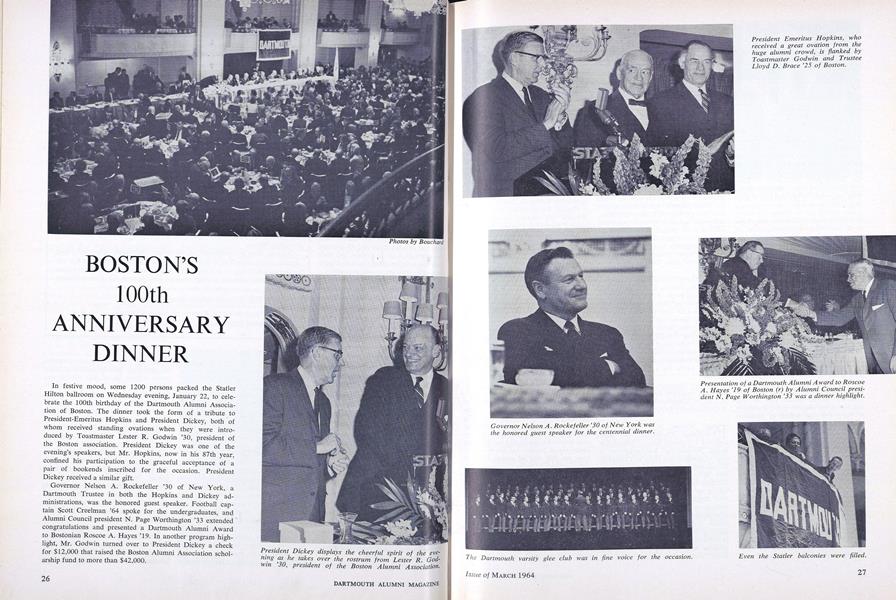 DARTMOUTH
Photos by Bouchard
BOSTON'S
100th
ANNIVERSARY
DINNER
In festive mood, some 1200 persons packed the Statler
Hilton ballroom on Wednesday evening, January 22, to cele-
brate the 100th birthday of the Dartmouth Alumni Associa-
tion of Boston. The dinner took the form of a tribute to
President-Emeritus Hopkins and President Dickey, both of
whom received standing ovations when they were intro-
duced by Toastmaster Lester R. Godwin '30, president of
the Boston association. President Dickey was one of the
evening's speakers, but Mr. Hopkins, now in his 87th year,
confined his participation to the graceful acceptance of a
pair of bookends inscribed for the occasion. President
Dickey received a similar gift.
Governor Nelson A. Rockefeller '30 of New York, a
Dartmouth Trustee in both the Hopkins and Dickey ad-
ministrations, was the honored guest speaker. Football cap-
tain Scott Creelman '64 spoke for the undergraduates, and
Alumni Council president N. Page Worthington '33 extended
congratulations and presented a Dartmouth Alumni Award
to Bostonian Roscoe A. Hayes '19. In another program high-
light, Mr. Godwin turned over to President Dickey a check
for $12,000 that raised the Boston Alumni Association schol-
arship fund to more than $42,000.
STA
President Dickey displays the cheerful spirit of the eve-
ning as he takes over the rostrum from Lester R. God-
win '30, president of the Boston Alumni Association.
26
DARTMOUTH ALUMNI MAGAZINE
STA
President Emeritus Hopkins, who
received a great ovation from the
huge alumni crowd, is flanked by
Toastmaster Godwin and Trustee
Lloyd D. Brace '25 of Boston.
Governor Nelson A. Rockefeller '30 of New York was
the honored guest speaker for the centennial dinner.
Presentation of a Dartmouth Alumni Award to Roscoe
A. Hayes '19 of Boston (r) by Alumni Council presi-
dent N. Page Worthington '33 was a dinner highlight.
The Dartmouth varsity glee club was in fine voice for the occasion.
DARTMOU
Even the Statler balconies were filled.
Issue of MARCH 1964
27